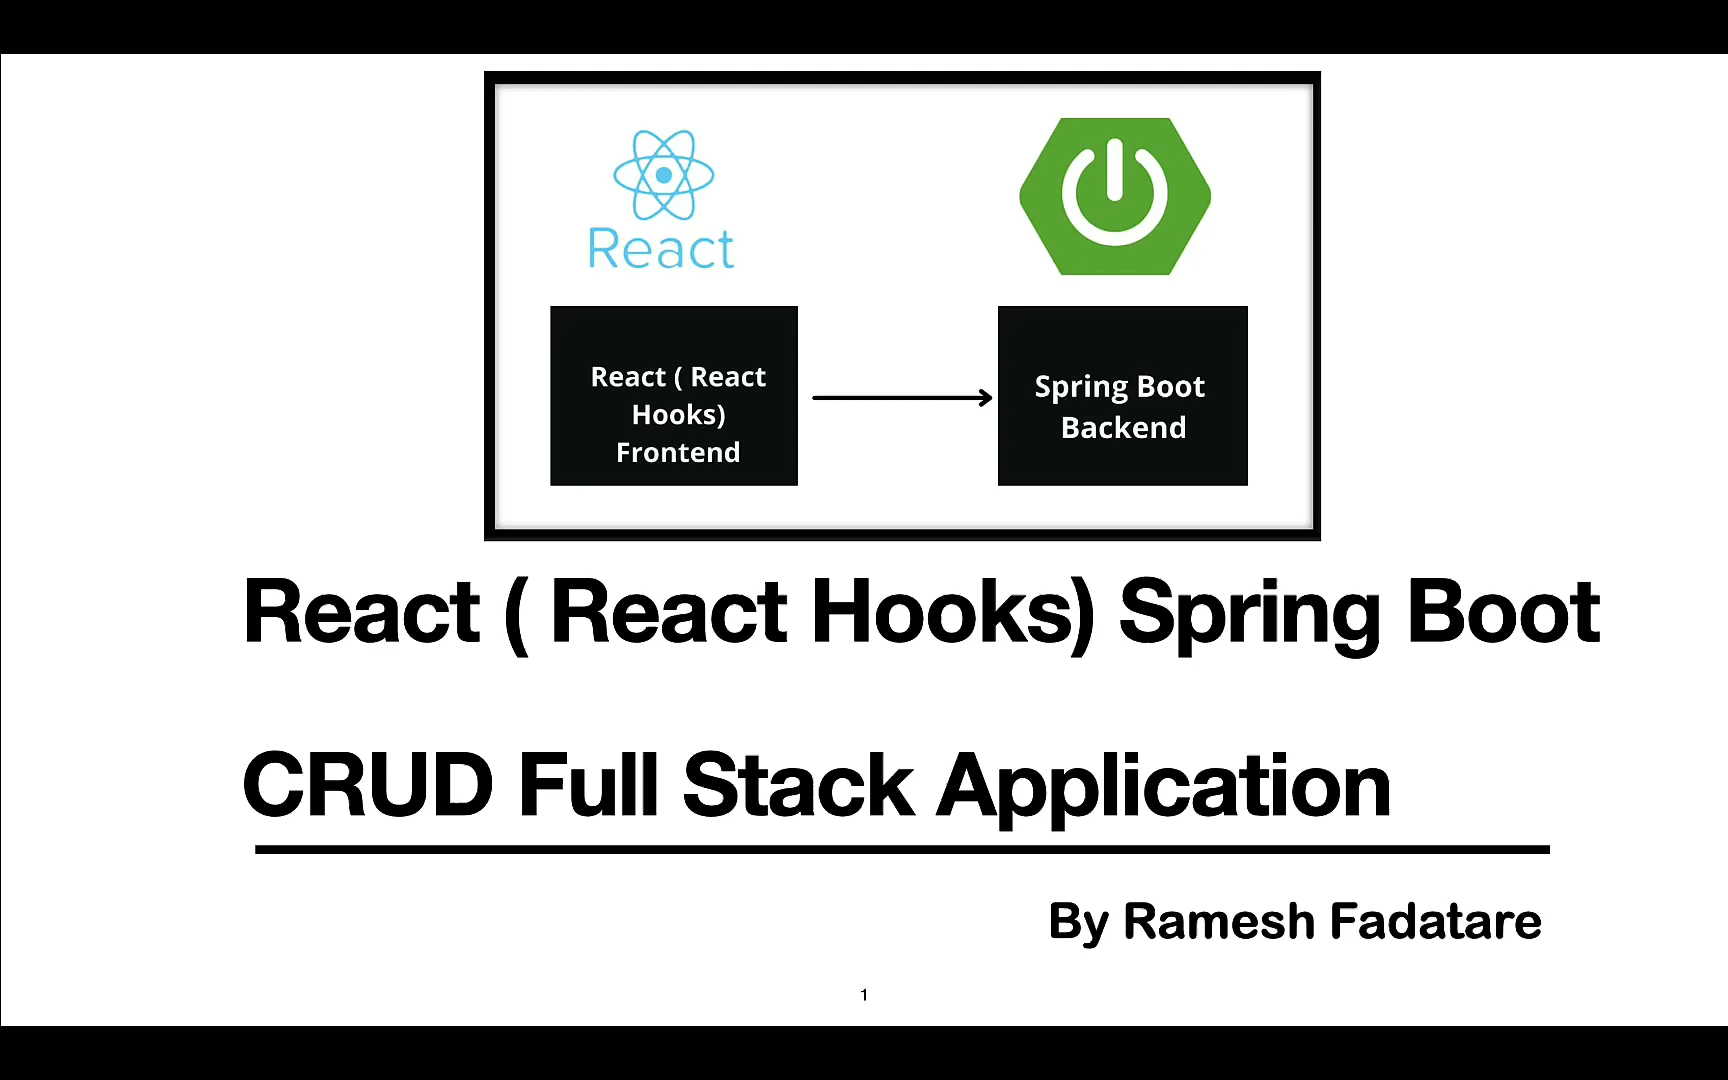 React
React ( React
Hooks)
Frontend
Spring Boot
Backend
React ( React Hooks) Spring Boot
CRUD Full Stack Application
By Ramesh Fadatare
1